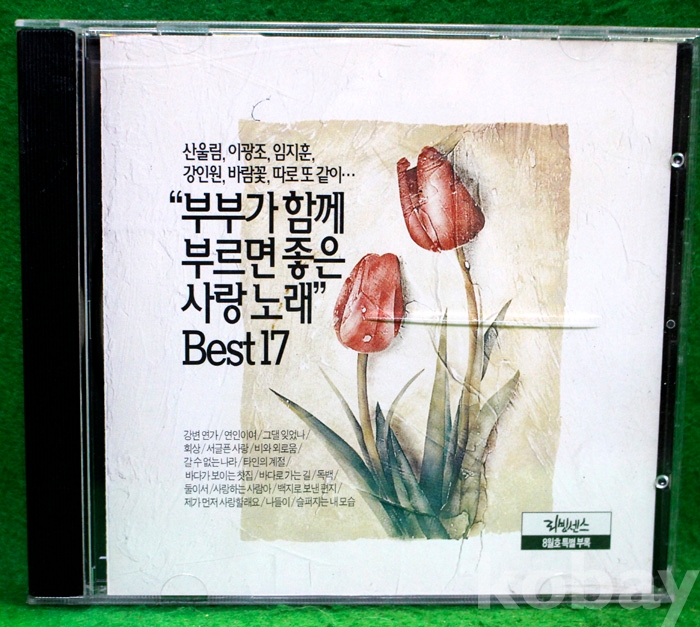 산울림, 이광조, 임지훈,
강인원, 바람꽃, 따로 또 같이…
“부부가 함께
부르면 좋은
사랑 노래”
Best 17
강변 연가 / 연인이여 / 그댈 잊었나 /
회상 / 서글픈 사랑 / 비와 외로움 /
갈 수 없는 나라 / 타인의 계절 /
바다가 보이는 찻집 / 바다로 가는 길 / 독백 /
둘이서 / 사랑하는 사람아 / 백지로 보낸 편지 /
제가 먼저 사랑할래요 / 나들이 / 슬퍼지는 내 모습
리빙센스
8월호 특별 부록
kobay